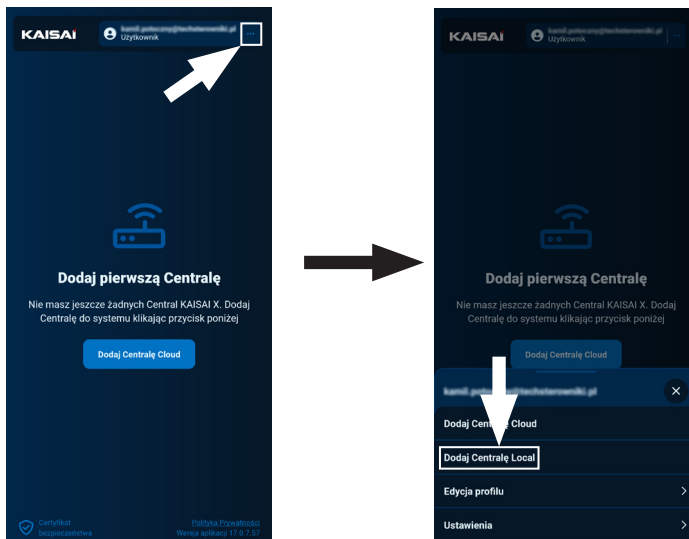 KAISAI
Użytkownik
Dodaj pierwszą Centralę
Nie masz jeszcze żadnych Central KAISAI X. Dodaj
Centralę do systemu klikając przycisk poniżej
Dodaj Centralę Cloud
Certyfikat
bezpieczeństwa
Polityka Prywatności
Wersja aplikacji 17.0.7.57
KAISAI
Użytkownik
Dodaj pierwszą Centralę
Nie masz jeszcze żadnych Central KAISAI X. Dodaj
Centralę do systemu klikając przycisk poniżej
Dodaj Centralę Cloud
Dodaj Centralę Cloud
Dodaj Centralę Local
Edycja profilu
Ustawienia